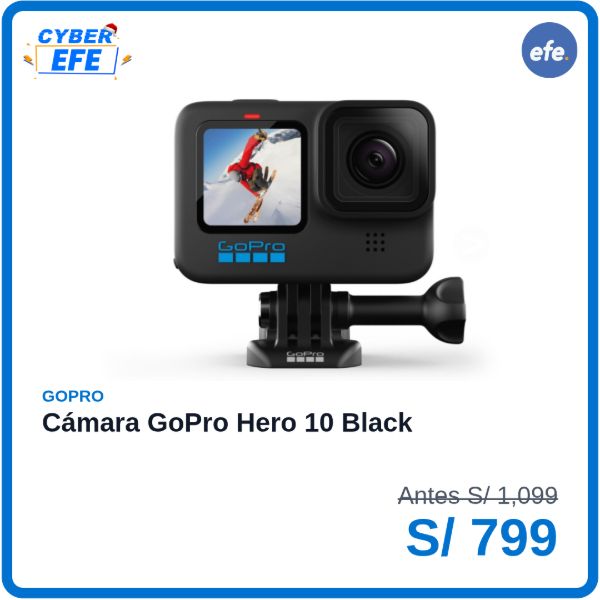 CYBER
EFE
efe.
GoPro
GoPro
GOPRO
Cámara GoPro Hero 10 Black
Antes S/ 1,099
S/ 799